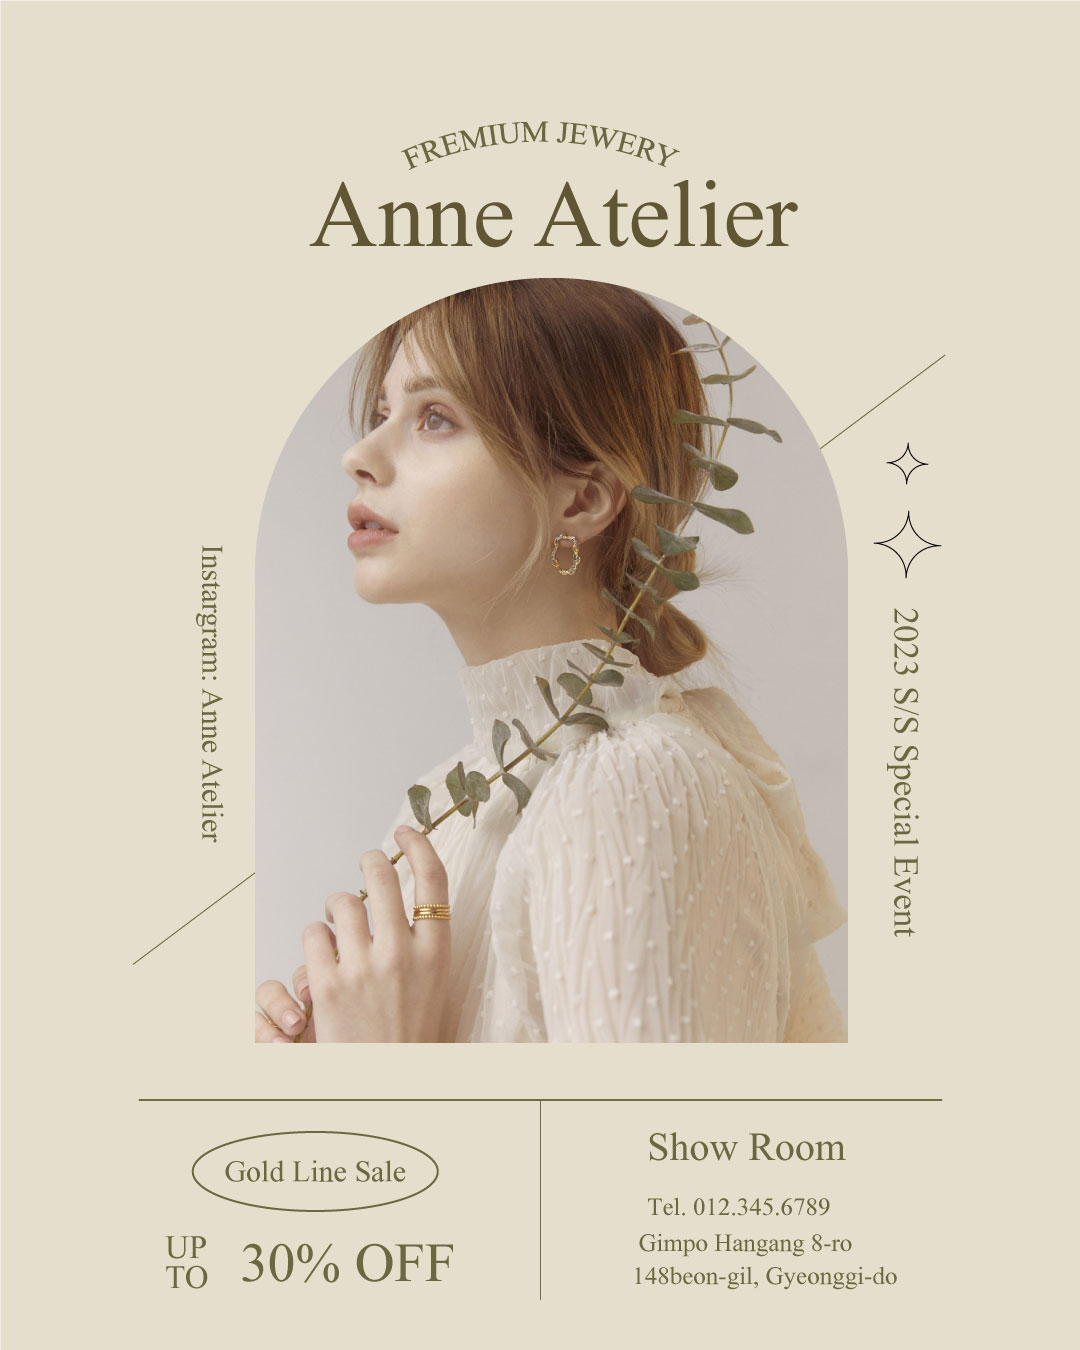 FREMIUM JEWERY
Anne Atelier
Instargram: Anne Atelier
2023 S/S Special Event
Gold Line Sale
UP
TO
30% OFF
Show Room
Tel. 012.345.6789
Gimpo Hangang 8-ro
148beon-gil, Gyeonggi-do